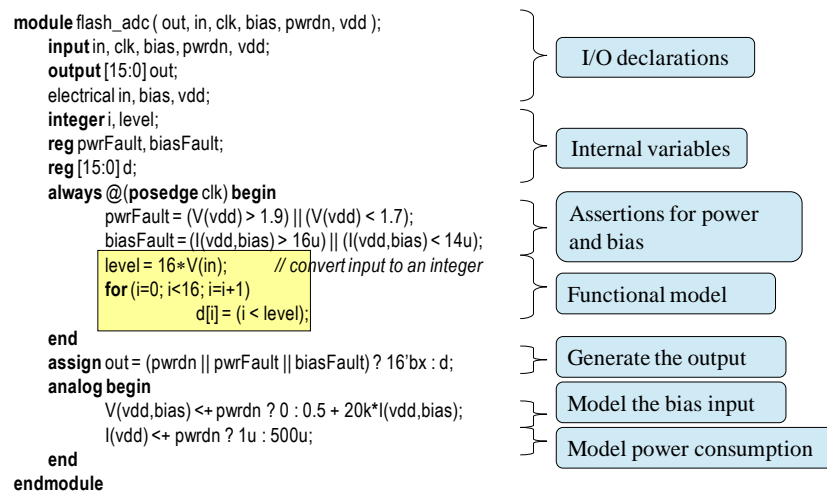 module flash_adc ( out, in, clk, bias, pwrdn, vdd );
input in, clk, bias, pwrdn, vdd;
output [15:0] out;
electrical in, bias, vdd;
I/O declarations
integer i, level;
reg pwrFault, biasFault;
reg [15:0] d;
Internal variables
always @(posedge clk) begin
pwrFault = (V(vdd) > 1.9) || (V(vdd) < 1.7);
biasFault = (I(vdd,bias) > 16u) || (I(vdd,bias) < 14u);
Assertions for power
and bias
level = 16*V(in); // convert input to an integer
for (i=0; i<16; i=i+1)
d[i] = (i < level);
Functional model
end
assign out = (pwrdn || pwrFault || biasFault) ? 16'bx : d;
Generate the output
analog begin
V(vdd,bias) <+ pwrdn ? 0 : 0.5 + 20k*I(vdd,bias);
Model the bias input
I(vdd) <+ pwrdn ? 1u : 500u;
Model power consumption
end
endmodule